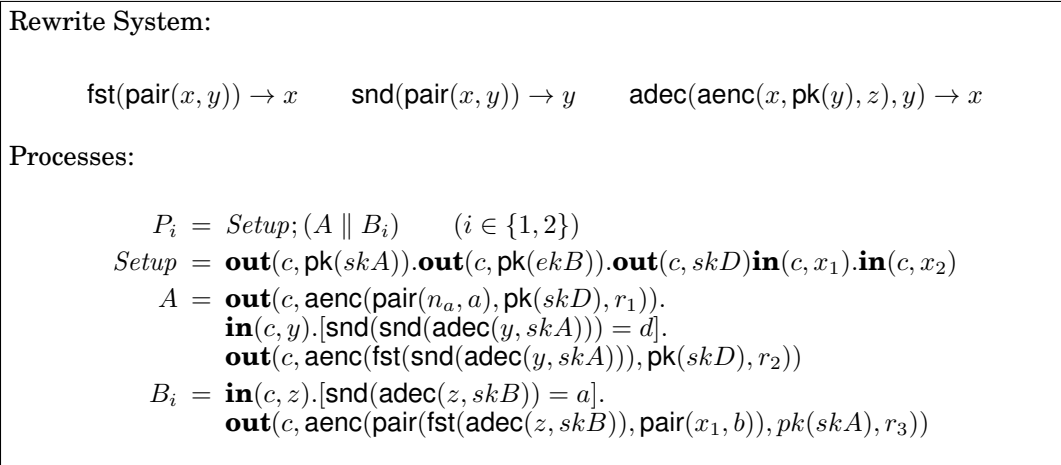 Rewrite System:
fst(pair(x, y)) → x snd(pair(x, y)) → y adec(aenc(x, pk(y), z), y) → x
Processes:
P_i = Setup; (A ∥ B_i) (i ∈ {1, 2})
Setup = out(c, pk(skA)).out(c, pk(ekB)).out(c, skD)in(c, x_1).in(c, x_2)
A = out(c, aenc(pair(n_a, a), pk(skD), r_1)).
in(c, y).[snd(snd(adec(y, skA))) = d].
out(c, aenc(fst(snd(adec(y, skA))), pk(skD), r_2))
B_i = in(c, z).[snd(adec(z, skB)) = a].
out(c, aenc(pair(fst(adec(z, skB)), pair(x_1, b)), pk(skA), r_3))